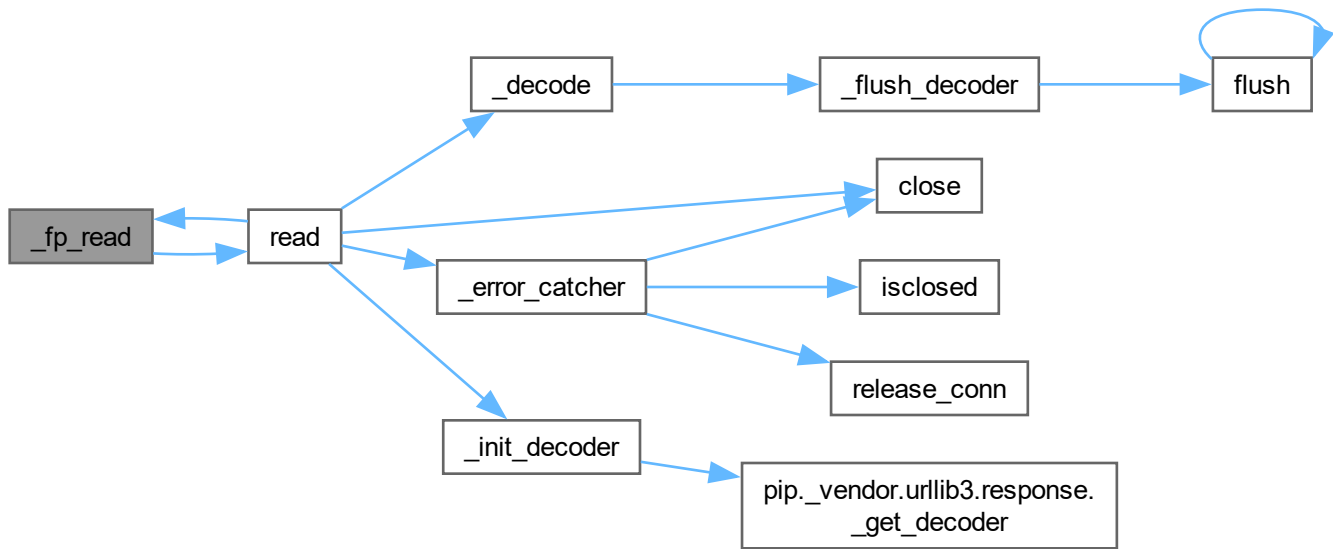 _decode
_flush_decoder
flush
close
_fp_read
read
_error_catcher
isclosed
release_conn
_init_decoder
pip._vendor.urllib3.response.
_get_decoder